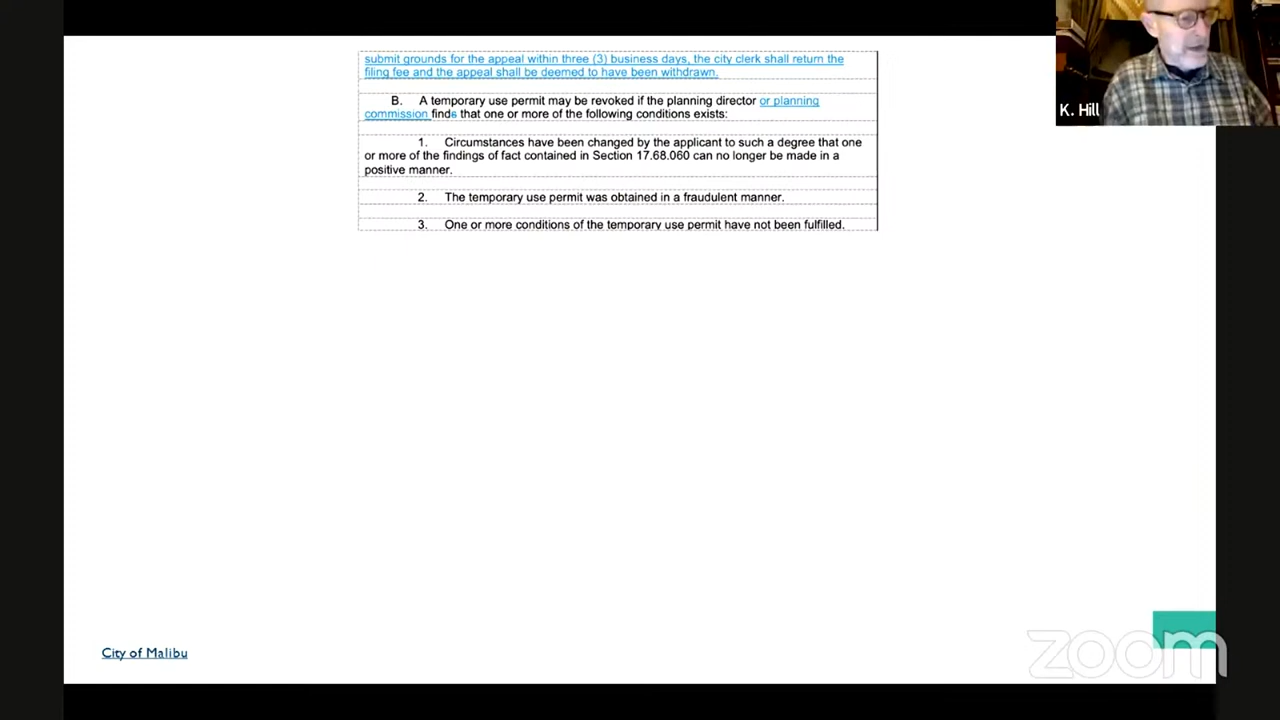 submit grounds for the appeal within three (3) business days, the city clerk shall return the
filing fee and the appeal shall be deemed to have been withdrawn.
B. A temporary use permit may be revoked if the planning director or planning
commission finds that one or more of the following conditions exists:
1. Circumstances have been changed by the applicant to such a degree that one
or more of the findings of fact contained in Section 17.68.060 can no longer be made in a
positive manner.
2. The temporary use permit was obtained in a fraudulent manner.
3. One or more conditions of the temporary use permit have not been fulfilled.
K. Hill
City of Malibu
zoom